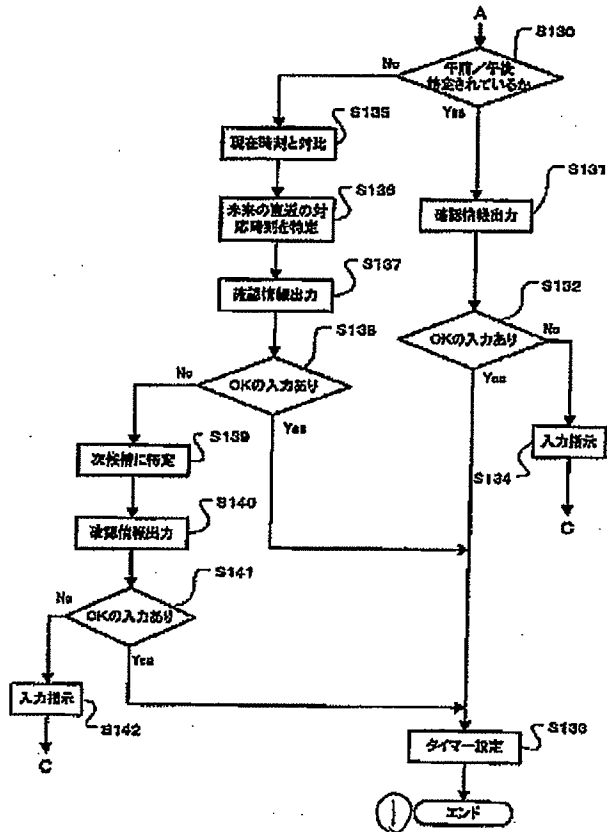 A
S130
午前/午後
指定されているか
No
Yes
S135
現在時刻と対比
S131
確認情報出力
S136
未来の直近の対
応時刻を特定
S137
確認情報出力
S132
OKの入力あり
No
Yes
S138
OKの入力あり
No
Yes
S134
入力指示
C
S139
次候補に特定
S140
確認情報出力
S141
OKの入力あり
No
Yes
入力指示
S142
C
S133
タイマー設定
エンド